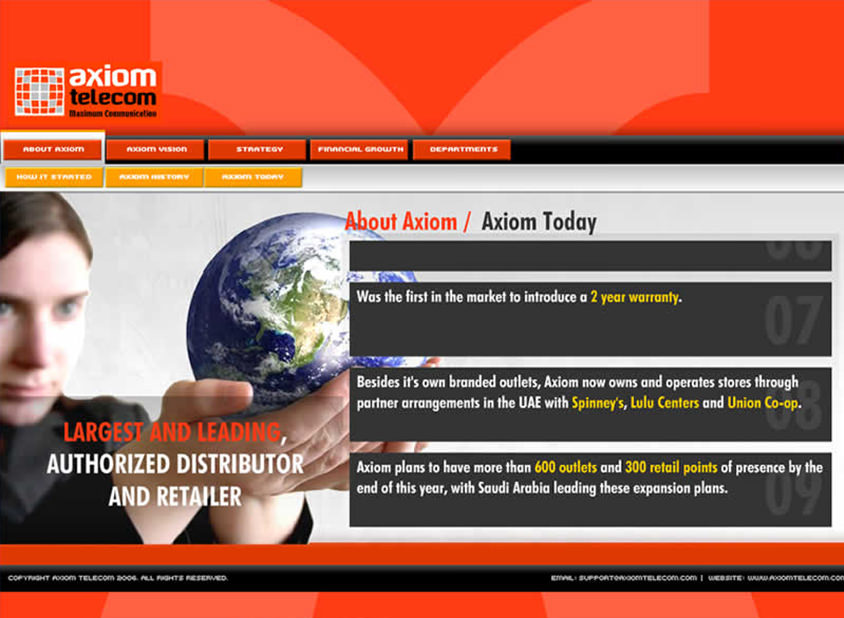 axiom
telecom
Maximum Communication
ABOUT AXIOM
AXIOM VISION
STRATEGY
FINANCIAL GROWTH
DEPARTMENTS
HOW IT STARTED
AXIOM HISTORY
AXIOM TODAY
About Axiom / Axiom Today
06
Was the first in the market to introduce a 2 year warranty.
07
Besides it's own branded outlets, Axiom now owns and operates stores through
partner arrangements in the UAE with Spinney's, Lulu Centers and Union Co-op.
08
Axiom plans to have more than 600 outlets and 300 retail points of presence by the
end of this year, with Saudi Arabia leading these expansion plans.
09
LARGEST AND LEADING,
AUTHORIZED DISTRIBUTOR
AND RETAILER
COPYRIGHT AXIOM TELECOM 2006. ALL RIGHTS RESERVED.
EMAIL: SUPPORT@AXIOMTELECOM.COM | WEBSITE: WWW.AXIOMTELECOM.COM